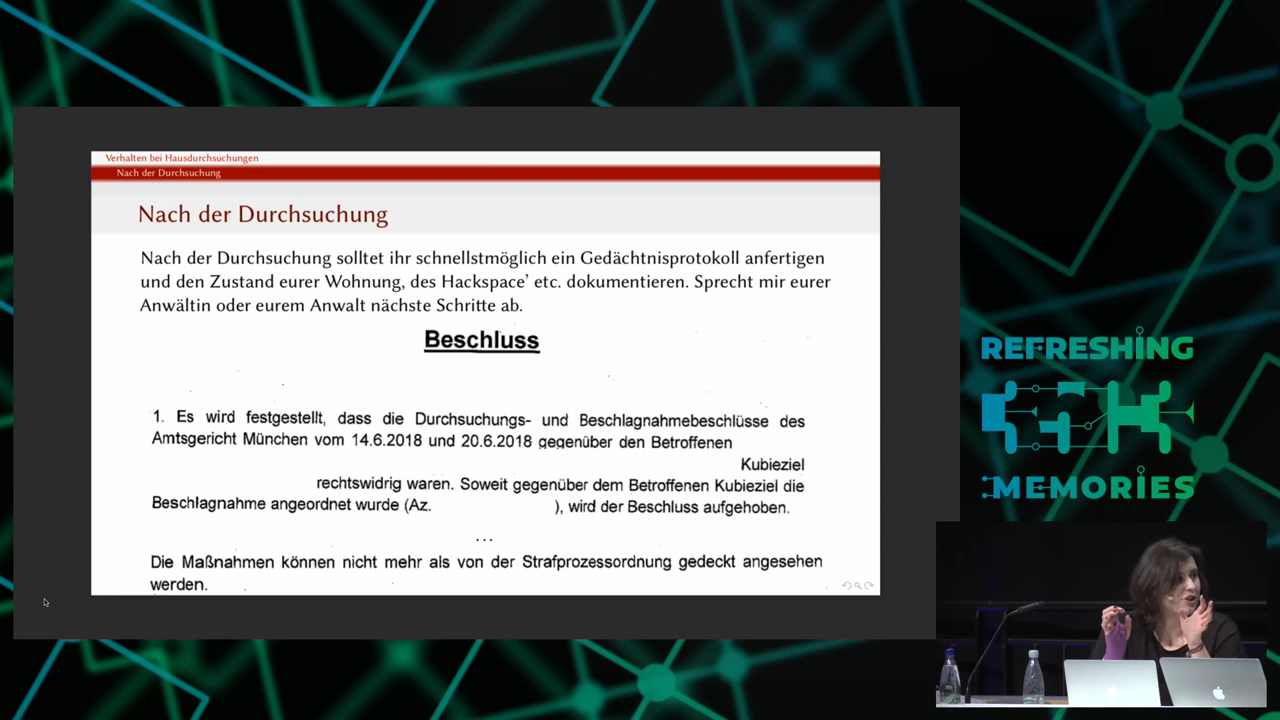 Verhalten bei Hausdurchsuchungen
Nach der Durchsuchung
Nach der Durchsuchung
Nach der Durchsuchung solltet ihr schnellstmöglich ein Gedächtnisprotokoll anfertigen
und den Zustand eurer Wohnung, des Hackspace’ etc. dokumentieren. Sprecht mir eurer
Anwältin oder eurem Anwalt nächste Schritte ab.
Beschluss
1. Es wird festgestellt, dass die Durchsuchungs- und Beschlagnahmebeschlüsse des
Amtsgericht München vom 14.6.2018 und 20.6.2018 gegenüber den Betroffenen
Kubieziel
rechtswidrig waren. Soweit gegenüber dem Betroffenen Kubieziel die
Beschlagnahme angeordnet wurde (Az. ), wird der Beschluss aufgehoben.
...
Die Maßnahmen können nicht mehr als von der Strafprozessordnung gedeckt angesehen
werden.
REFRESHING
MEMORIES